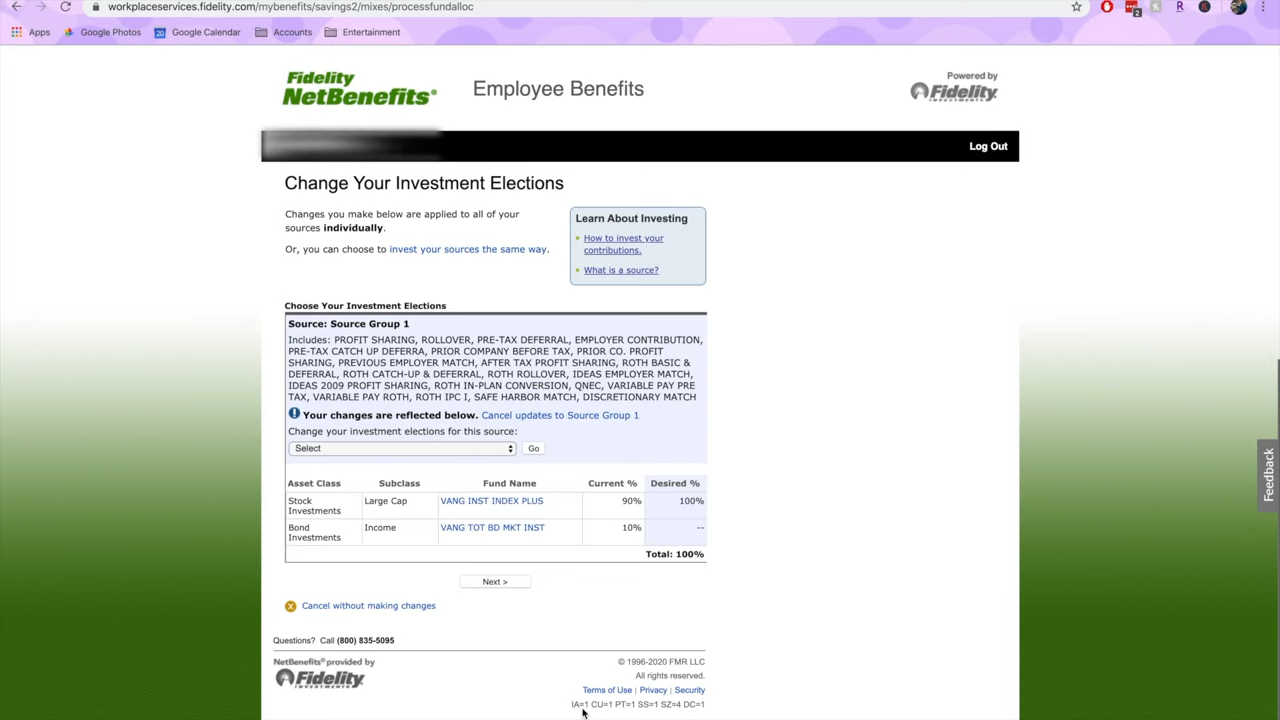 workplaceservices.fidelity.com/mybenefits/savings2/mixes/processfundalloc
Apps Google Photos 20 Google Calendar Accounts Entertainment
2
Fidelity
NetBenefits®
Employee Benefits
Powered by
Fidelity
INVESTMENTS
Log Out
Change Your Investment Elections
Changes you make below are applied to all of your
sources individually.
Or, you can choose to invest your sources the same way.
Learn About Investing
How to invest your
contributions.
What is a source?
Choose Your Investment Elections
Source: Source Group 1
Includes: PROFIT SHARING, ROLLOVER, PRE-TAX DEFERRAL, EMPLOYER CONTRIBUTION,
PRE-TAX CATCH UP DEFERRA, PRIOR COMPANY BEFORE TAX, PRIOR CO. PROFIT
SHARING, PREVIOUS EMPLOYER MATCH, AFTER TAX PROFIT SHARING, ROTH BASIC &
DEFERRAL, ROTH CATCH-UP & DEFERRAL, ROTH ROLLOVER, IDEAS EMPLOYER MATCH,
IDEAS 2009 PROFIT SHARING, ROTH IN-PLAN CONVERSION, QNEC, VARIABLE PAY PRE
TAX, VARIABLE PAY ROTH, ROTH IPC I, SAFE HARBOR MATCH, DISCRETIONARY MATCH
Your changes are reflected below. Cancel updates to Source Group 1
Change your investment elections for this source:
Select Go
Asset Class Subclass Fund Name Current % Desired %
Stock Investments Large Cap VANG INST INDEX PLUS 90% 100%
Bond Investments Income VANG TOT BD MKT INST 10% --
Total: 100%
Next >
Cancel without making changes
Questions? Call (800) 835-5095
NetBenefits® provided by
Fidelity
INVESTMENTS
© 1996-2020 FMR LLC
All rights reserved.
Terms of Use | Privacy | Security
IA=1 CU=1 PT=1 SS=1 SZ=4 DC=1
Feedback